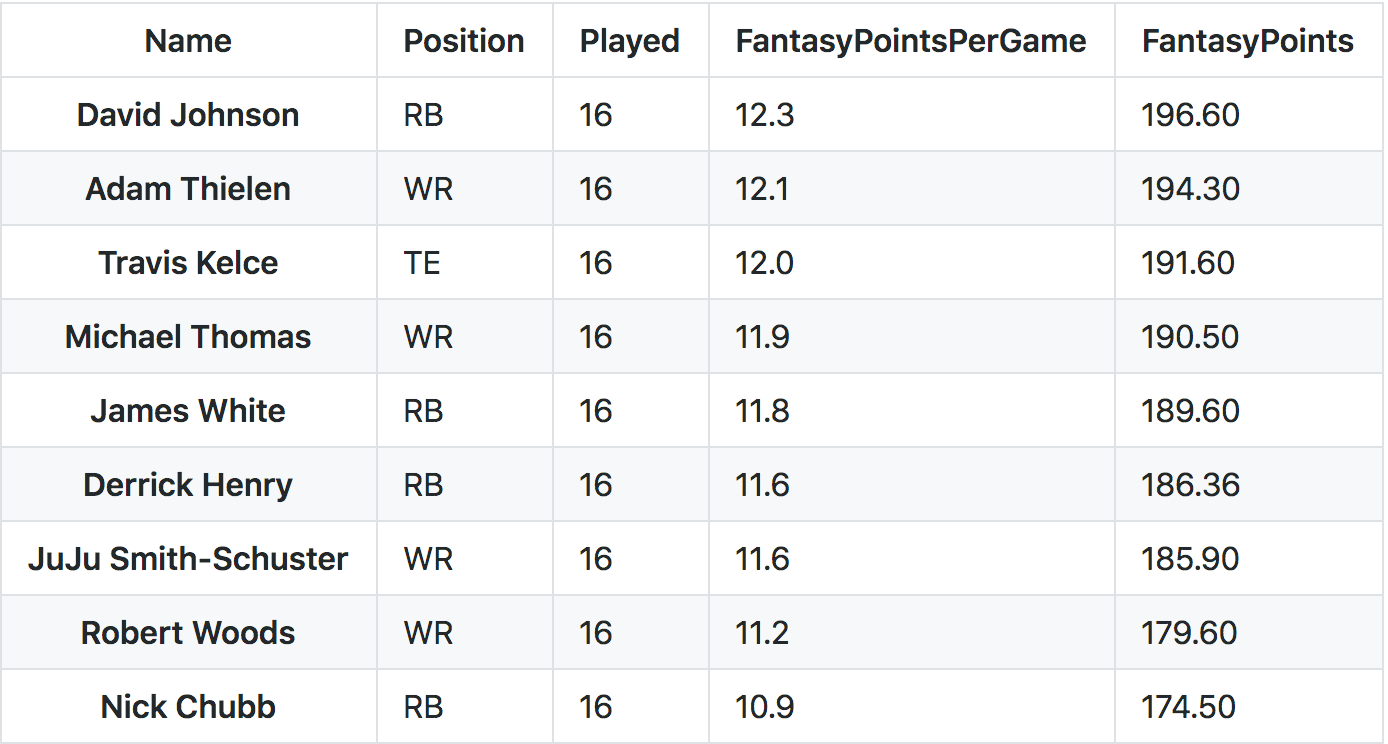 Name Position Played FantasyPointsPerGame FantasyPoints
David Johnson RB 16 12.3 196.60
Adam Thielen WR 16 12.1 194.30
Travis Kelce TE 16 12.0 191.60
Michael Thomas WR 16 11.9 190.50
James White RB 16 11.8 189.60
Derrick Henry RB 16 11.6 186.36
JuJu Smith-Schuster WR 16 11.6 185.90
Robert Woods WR 16 11.2 179.60
Nick Chubb RB 16 10.9 174.50